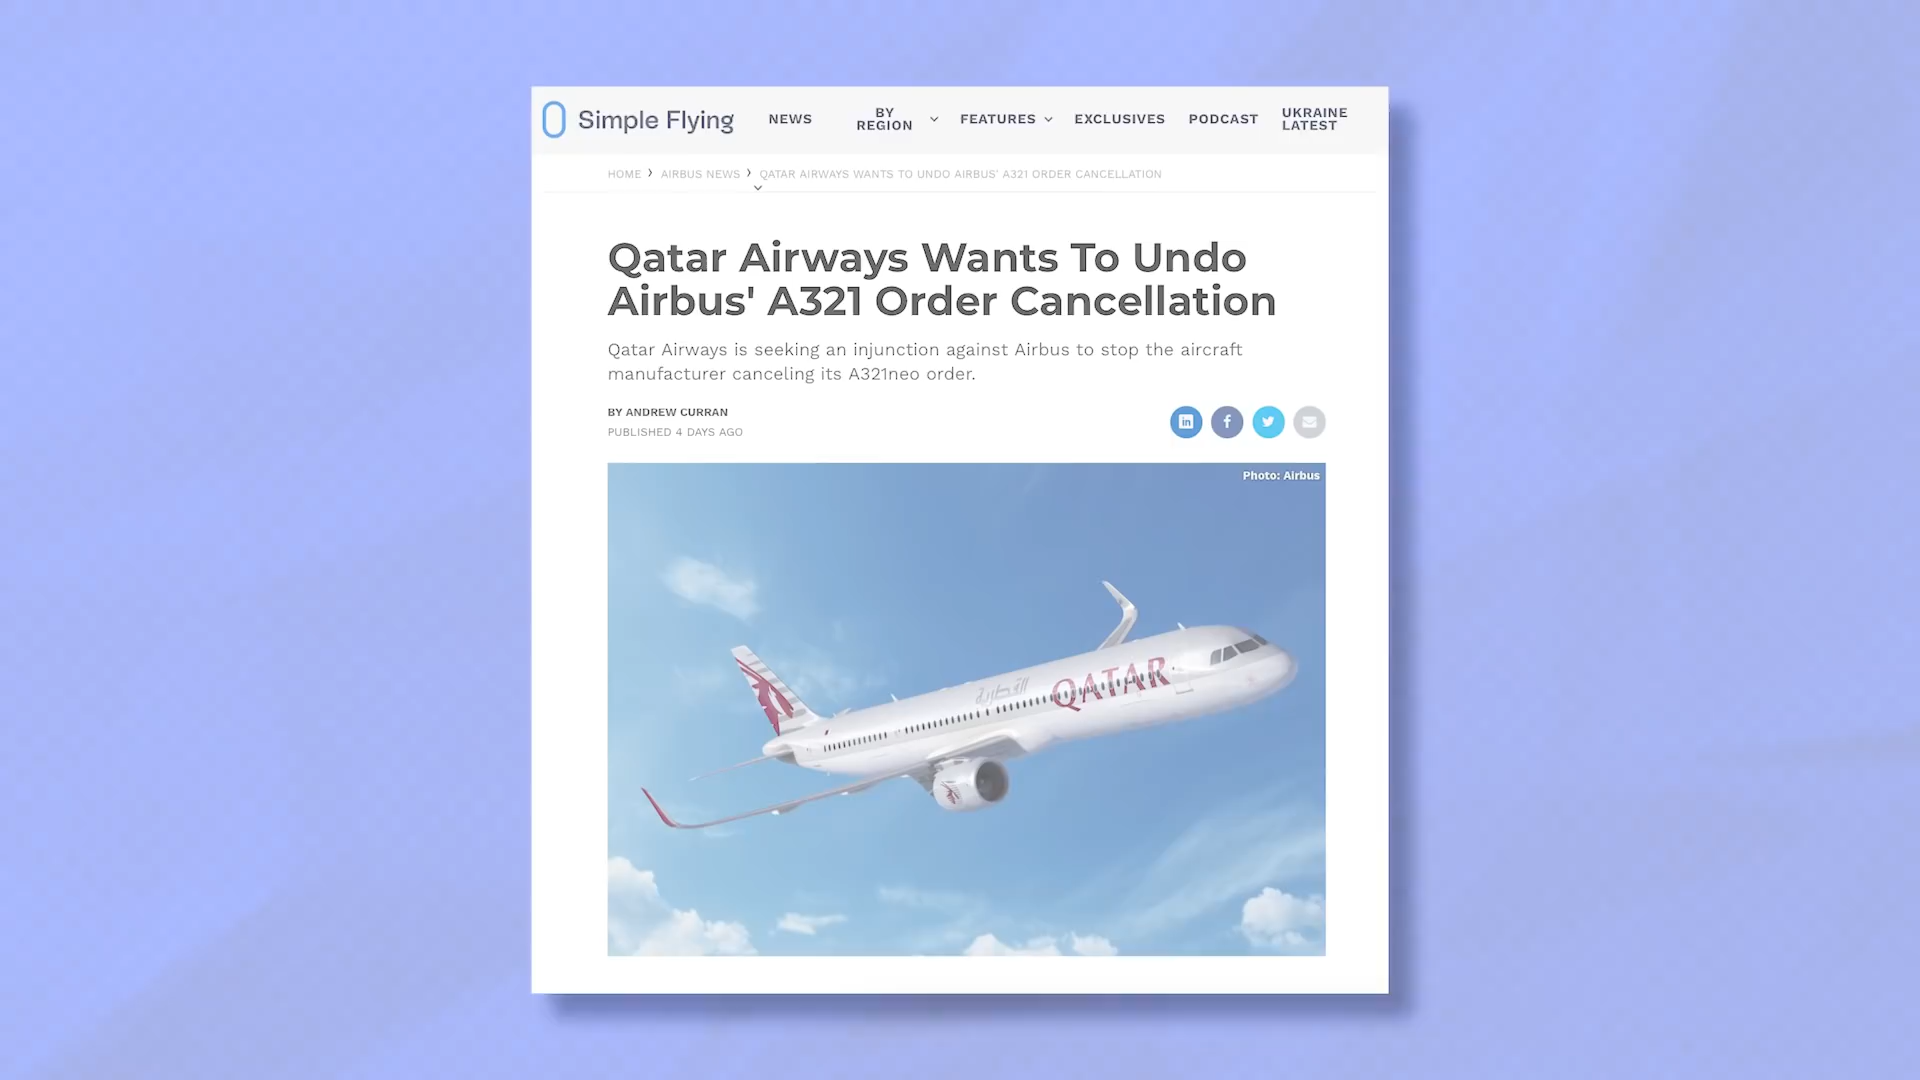 Simple Flying
NEWS
BY
REGION
FEATURES
EXCLUSIVES
PODCAST
UKRAINE
LATEST
HOME > AIRBUS NEWS > QATAR AIRWAYS WANTS TO UNDO AIRBUS' A321 ORDER CANCELLATION
Qatar Airways Wants To Undo
Airbus' A321 Order Cancellation
Qatar Airways is seeking an injunction against Airbus to stop the aircraft
manufacturer canceling its A321neo order.
BY ANDREW CURRAN
PUBLISHED 4 DAYS AGO
Photo: Airbus
القطرية
QATAR